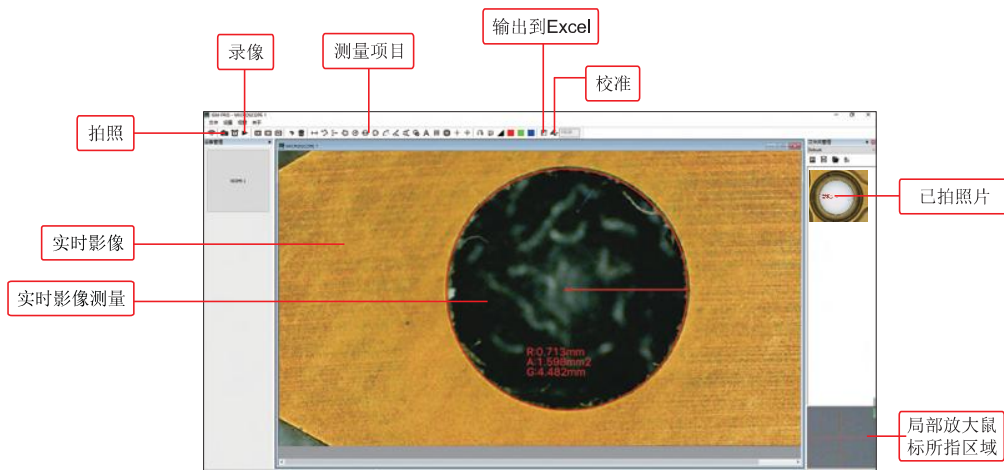 输出到Excel
录像
测量项目
校准
拍照
已拍照片
实时影像
实时影像测量
R:0.713mm
A:1.598mm2
G:4.482mm
局部放大鼠
标所指区域